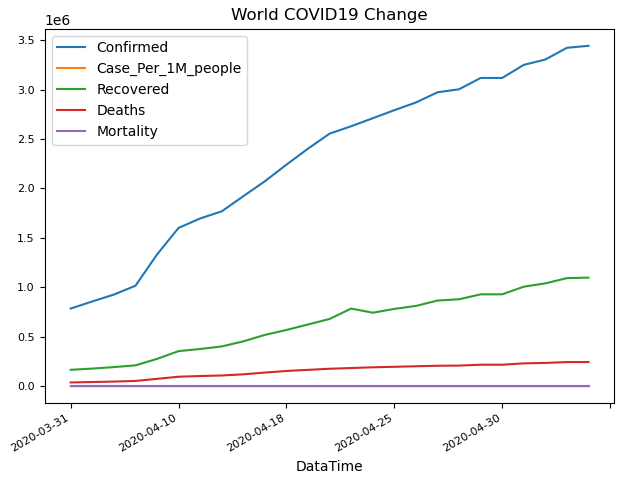 World COVID19 Change
1e6
3.5
3.0
2.5
2.0
1.5
1.0
0.5
0.0
Confirmed
Case_Per_1M_people
Recovered
Deaths
Mortality
2020-03-31
2020-04-10
2020-04-18
2020-04-25
2020-04-30
DataTime